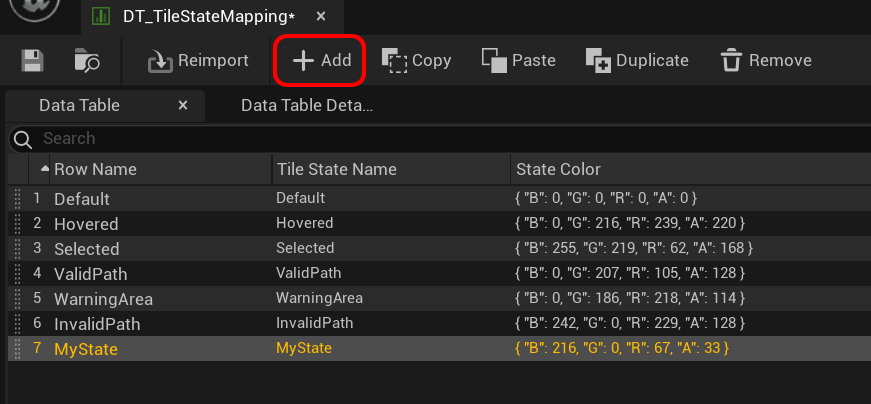 DT_TileStateMapping* ×
Reimport Add Copy Paste Duplicate Remove
Data Table × Data Table Deta...
Search
Row Name Tile State Name State Color
1 Default Default { "B": 0, "G": 0, "R": 0, "A": 0 }
2 Hovered Hovered { "B": 0, "G": 216, "R": 239, "A": 220 }
3 Selected Selected { "B": 255, "G": 219, "R": 62, "A": 168 }
4 ValidPath ValidPath { "B": 0, "G": 207, "R": 105, "A": 128 }
5 WarningArea WarningArea { "B": 0, "G": 186, "R": 218, "A": 114 }
6 InvalidPath InvalidPath { "B": 242, "G": 0, "R": 229, "A": 128 }
7 MyState MyState { "B": 216, "G": 0, "R": 67, "A": 33 }